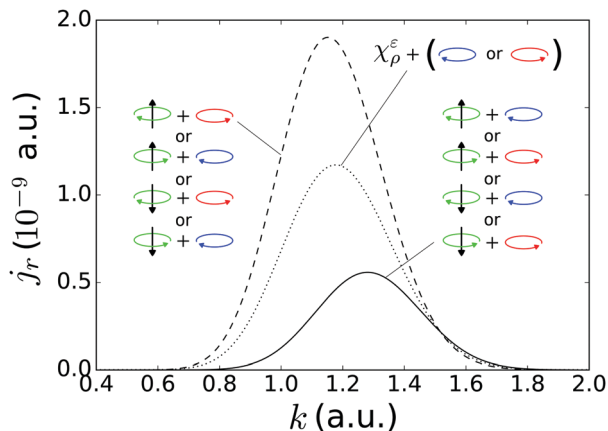 2.0
1.5
1.0
0.5
0.0
j_r (10^{-9} a.u.)
χ_ρ^ε + ( or )
+
or
+
or
+
or
+
+
or
+
or
+
or
+
0.4 0.6 0.8 1.0 1.2 1.4 1.6 1.8 2.0
k (a.u.)